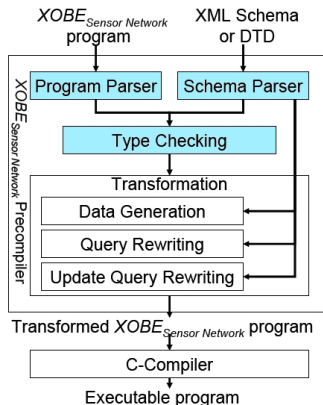 XOBE Sensor Network
program
XML Schema
or DTD
XOBE Sensor Network Precompiler
Program Parser
Schema Parser
Type Checking
Transformation
Data Generation
Query Rewriting
Update Query Rewriting
Transformed XOBE Sensor Network program
C-Compiler
Executable program